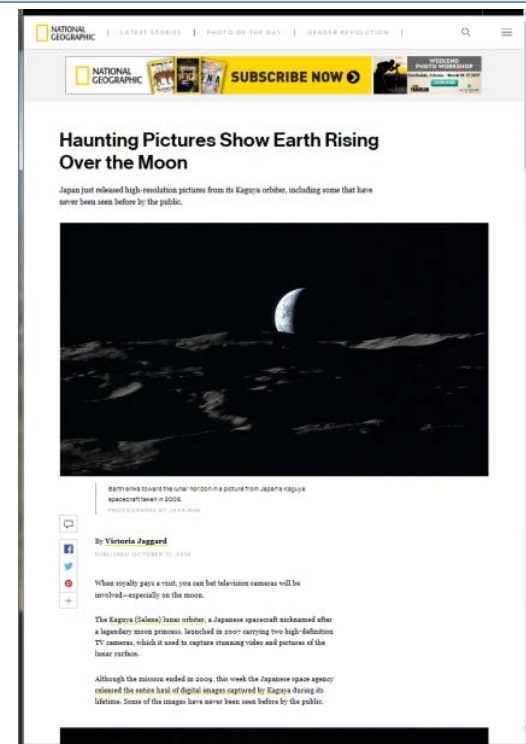 NATIONAL
GEOGRAPHIC
LATEST STORIES | PHOTO OF THE DAY | GENDER REVOLUTION
NATIONAL
GEOGRAPHIC
SUBSCRIBE NOW
WEEKEND
PHOTO WORKSHOP
Haunting Pictures Show Earth Rising
Over the Moon
Japan just released high-resolution pictures from its Kaguya orbiter, including some that have
never been seen before by the public.
Earth sinks toward the lunar horizon in a picture from Japan's Kaguya
spacecraft taken in 2008.
PHOTOGRAPHS BY JAXA/NHK
By Victoria Jaggard
PUBLISHED OCTOBER
When royalty pays a visit, you can bet television cameras will be
involved—especially on the moon.
The Kaguya (Selene) lunar orbiter, a Japanese spacecraft nicknamed after
a legendary moon princess, launched in 2007 carrying two high-definition
TV cameras, which it used to capture stunning video and pictures of the
lunar surface.
Although the mission ended in 2009, this week the Japanese space agency
released the entire haul of digital images captured by Kaguya during its
lifetime. Some of the images have never been seen before by the public.